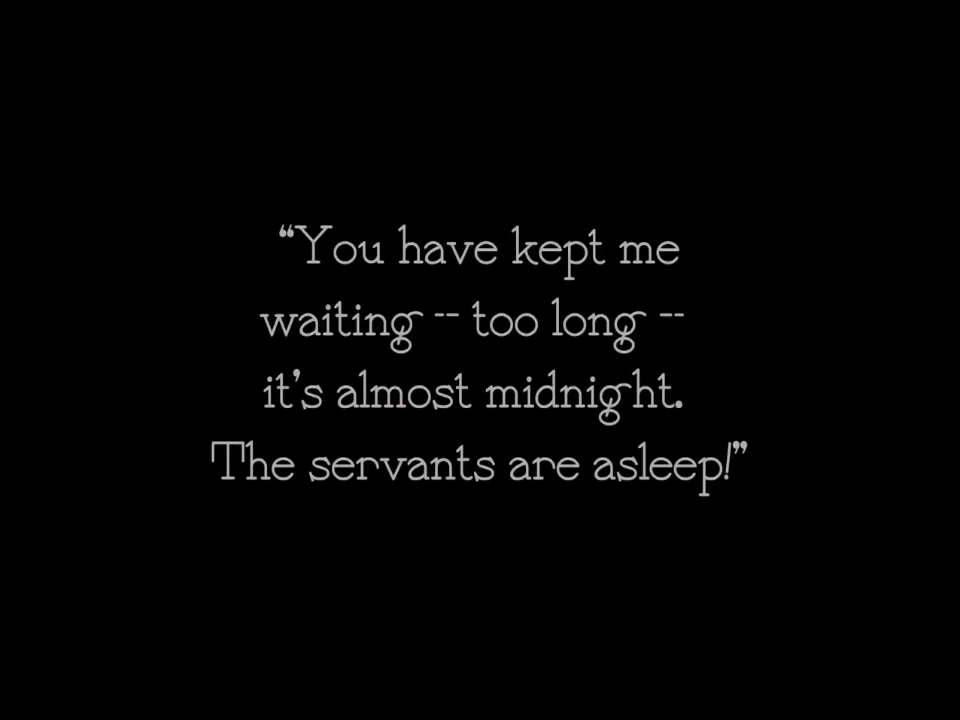 “You have kept me
waiting -- too long --
it’s almost midnight.
The servants are asleep!”